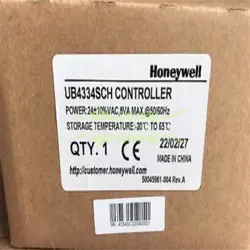 Honeywell
UB4334SCH CONTROLLER
POWER:24±10%VAC,8VA MAX.@50/60Hz
STORAGE TEMPERATURE:-20℃ TO 65℃
QTY. 1 CE 22/02/27
MADE IN CHINA
http://customer.honeywell.com
50045961-004 Rev.A